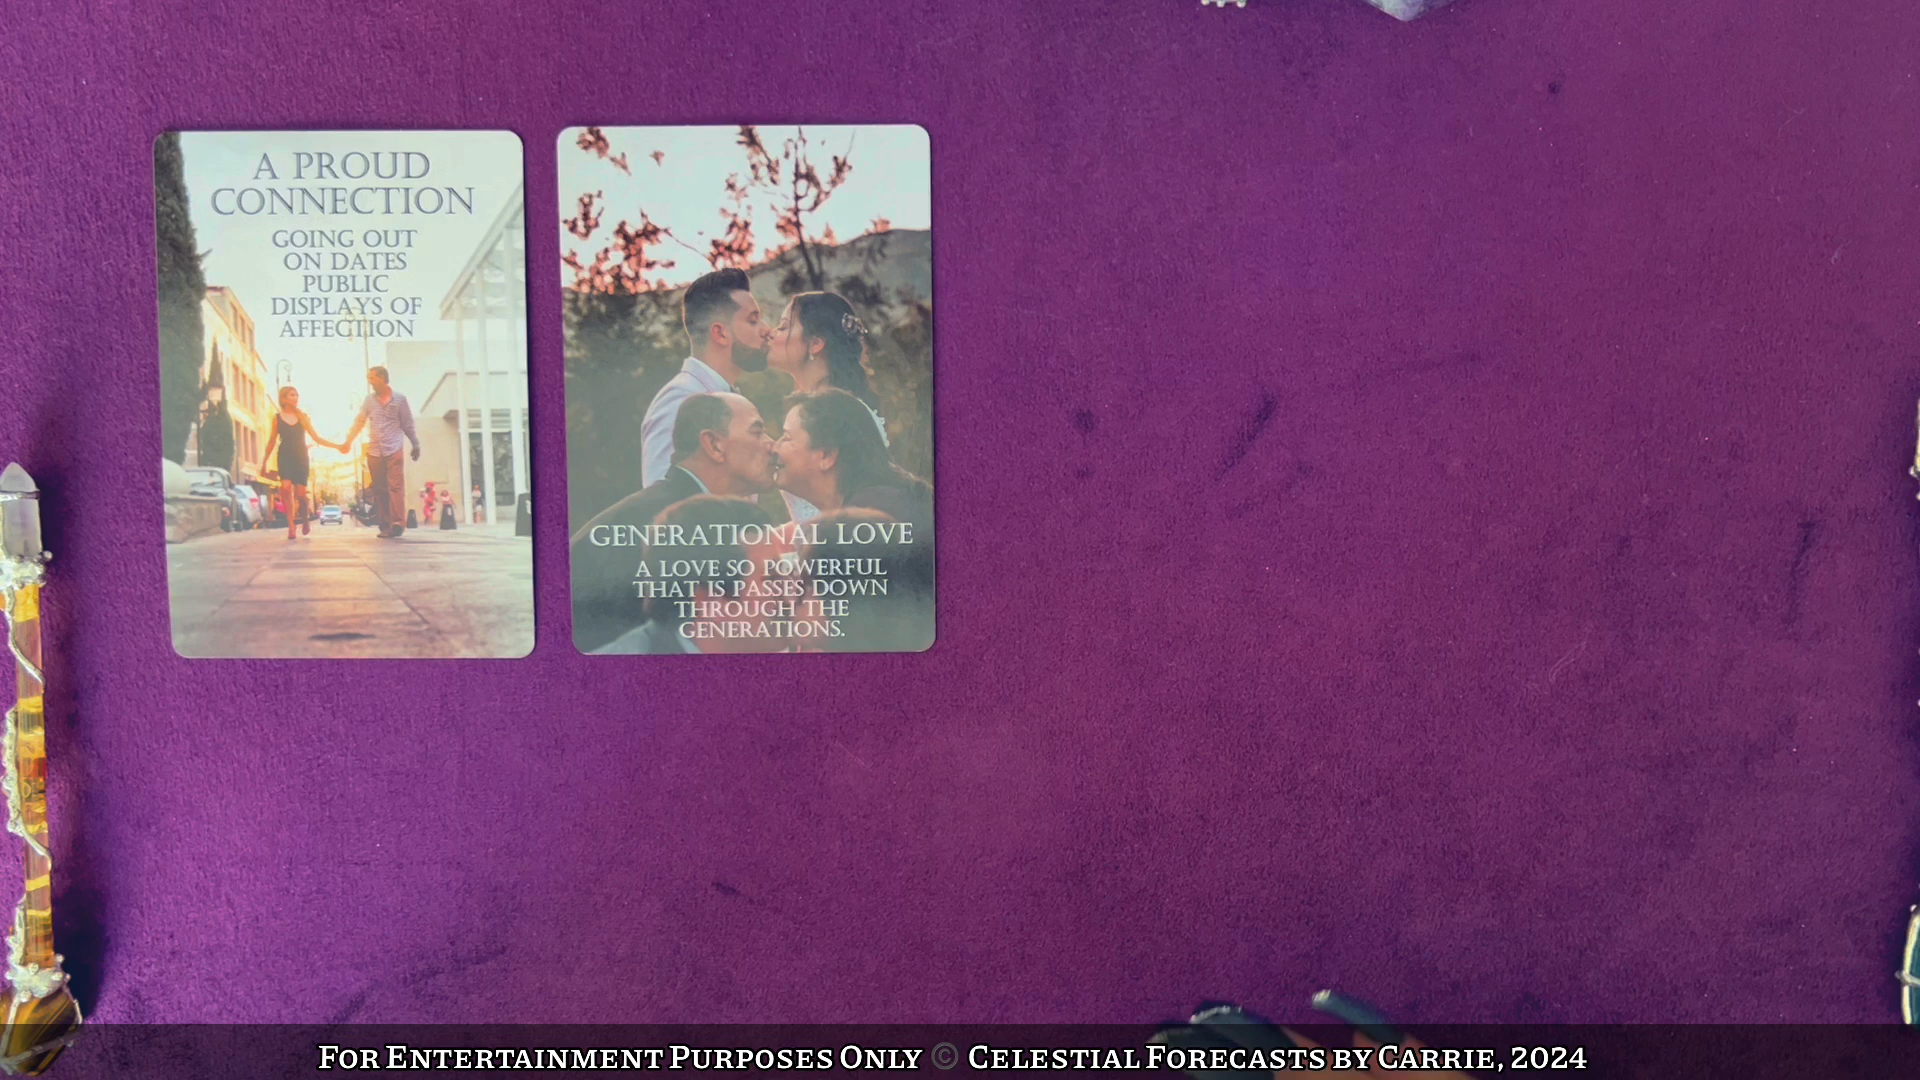 A PROUD
CONNECTION
GOING OUT
ON DATES
PUBLIC
DISPLAYS OF
AFFECTION
GENERATIONAL LOVE
A LOVE SO POWERFUL
THAT IS PASSES DOWN
THROUGH THE
GENERATIONS.
FOR ENTERTAINMENT PURPOSES ONLY © CELESTIAL FORECASTS BY CARRIE, 2024